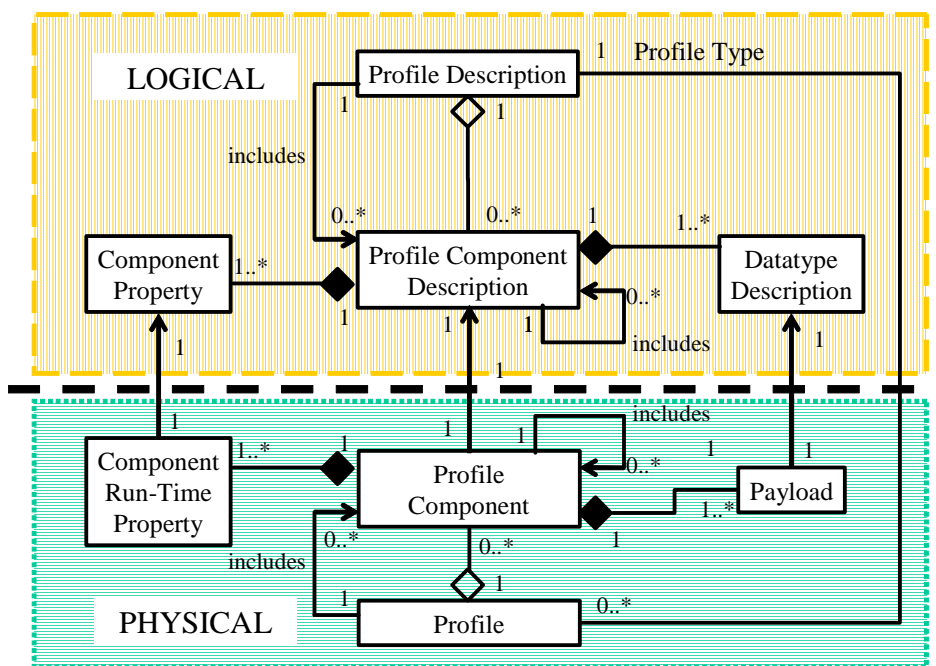 1 Profile Type
LOGICAL
Profile Description
1
1
includes
0..*
0..*
1
1..*
Component
Property
1..*
Profile Component
Description
Datatype
Description
1
0..*
1
1
includes
1
1
1
1
1
1
1
includes
1
1
Component
Run-Time
Property
1..*
1
Profile
Component
0..*
Payload
1..*
0..*
0..*
1
includes
1
1
0..*
PHYSICAL
Profile